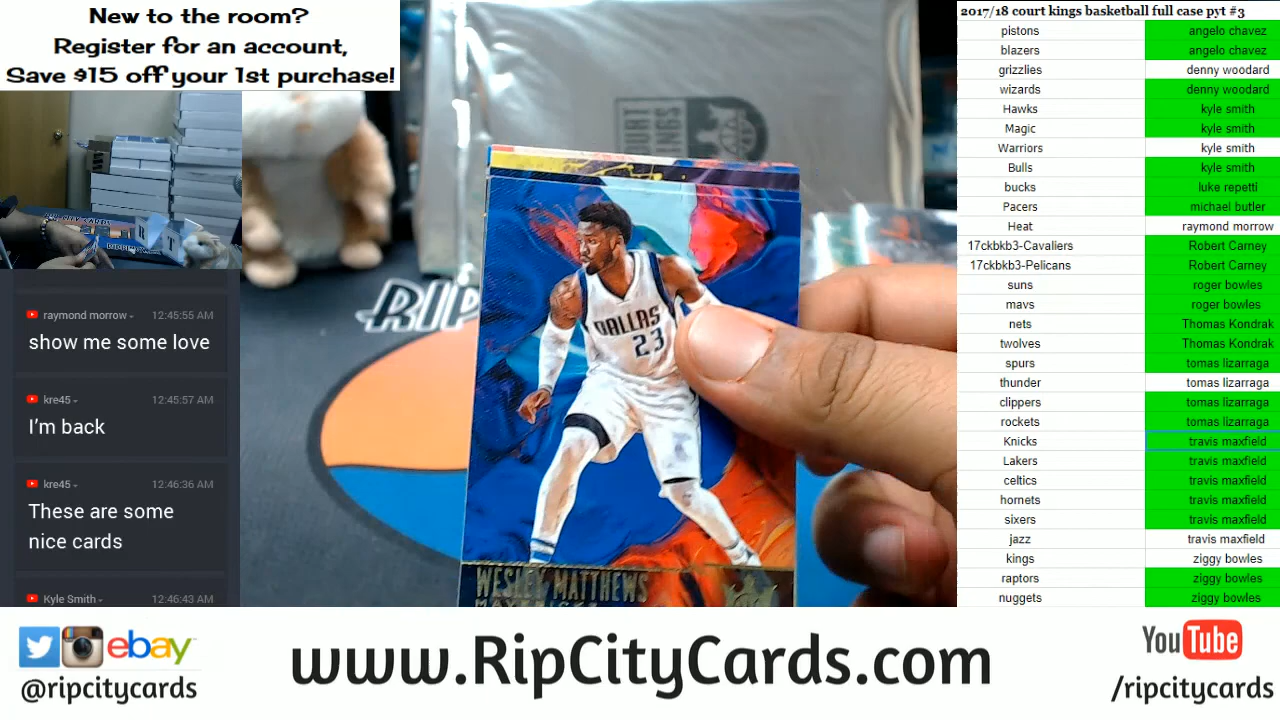 New to the room?
Register for an account,
Save $15 off your 1st purchase!
raymond morrow
12:45:55 AM
show me some love
kre45
12:45:57 AM
I'm back
kre45
12:46:36 AM
These are some
nice cards
Kyle Smith
12:46:43 AM
COURT
KINGS
RIP
DALLAS
23
WESLEY MATTHEWS
MAVERICKS
2017/18 court kings basketball full case pyt #3
pistons angelo chavez
blazers angelo chavez
grizzlies denny woodard
wizards denny woodard
Hawks kyle smith
Magic kyle smith
Warriors kyle smith
Bulls kyle smith
bucks luke repetti
Pacers michael butler
Heat raymond morrow
17ckbkb3-Cavaliers Robert Carney
17ckbkb3-Pelicans Robert Carney
suns roger bowles
mavs roger bowles
nets Thomas Kondrak
twolves Thomas Kondrak
spurs tomas lizarraga
thunder tomas lizarraga
clippers tomas lizarraga
rockets tomas lizarraga
Knicks travis maxfield
Lakers travis maxfield
celtics travis maxfield
hornets travis maxfield
sixers travis maxfield
jazz travis maxfield
kings ziggy bowles
raptors ziggy bowles
nuggets ziggy bowles
ebay
@ripcitycards
www.RipCityCards.com
YouTube
/ripcitycards